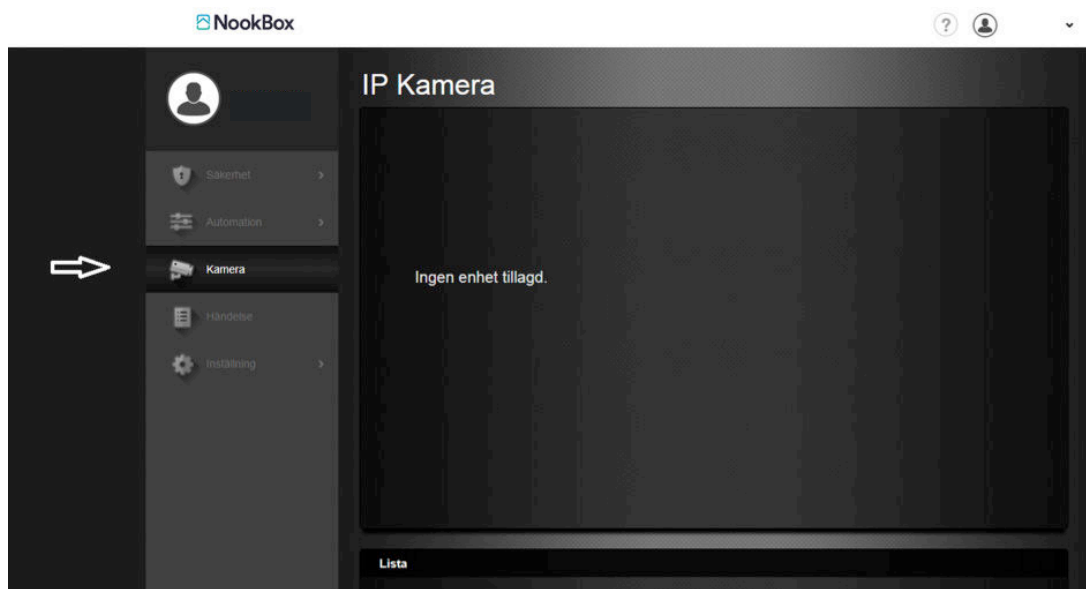 NookBox
?
IP Kamera
Säkerhet
Automation
Kamera
Händelse
Inställning
Ingen enhet tillagd.
Lista